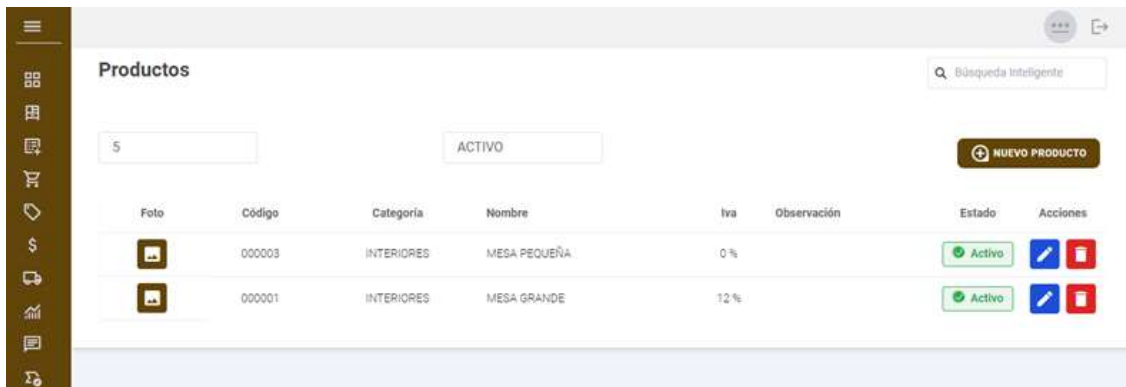 Productos
Búsqueda Inteligente
5 ACTIVO
NUEVO PRODUCTO
Foto Código Categoría Nombre Iva Observación Estado Acciones
000003 INTERIORES MESA PEQUEÑA 0 % Activo
000001 INTERIORES MESA GRANDE 12 % Activo